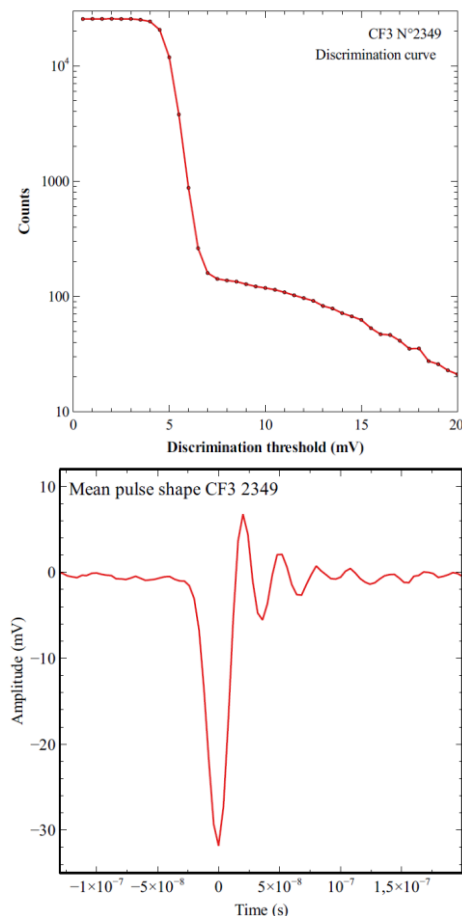 CF3 N°2349
Discrimination curve
10⁴
1000
100
10
Counts
0 5 10 15 20
Discrimination threshold (mV)
Mean pulse shape CF3 2349
10
0
−10
−20
−30
Amplitude (mV)
−1×10⁻⁷ −5×10⁻⁸ 0 5×10⁻⁸ 10⁻⁷ 1,5×10⁻⁷
Time (s)